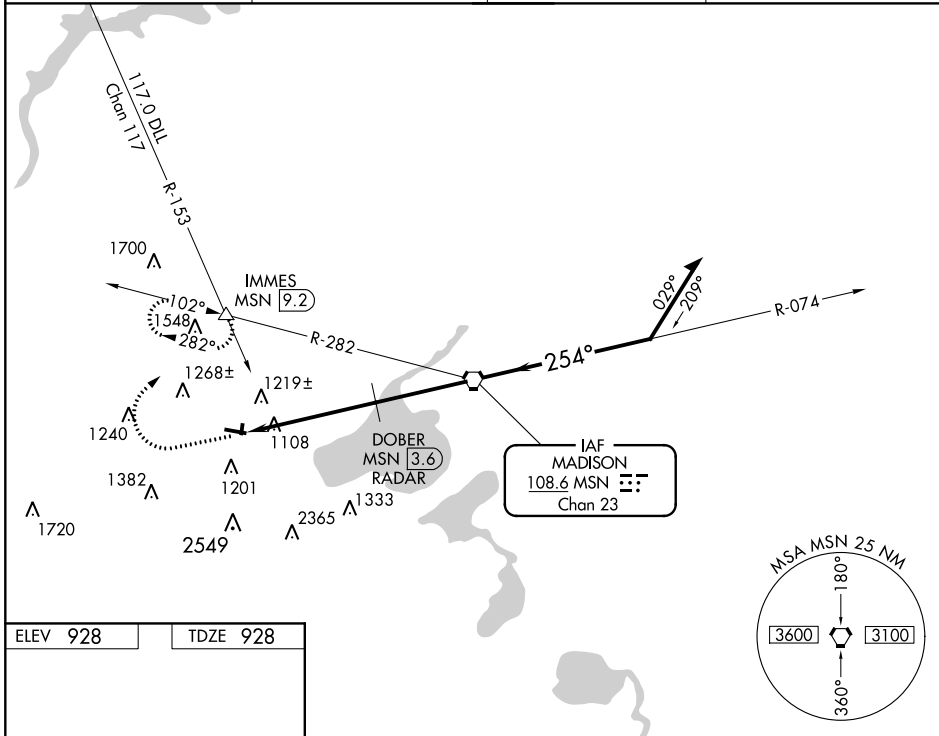 117.0 DLL
Chan 117
R-153
1700
IMMES
MSN 9.2
102°
1548
282°
R-282
029°
209°
R-074
254°
1268±
1219±
1240
1108
DOBER
MSN 3.6
RADAR
IAF
MADISON
108.6 MSN
Chan 23
1382
1201
1333
1720
2365
2549
MSA MSN 25 NM
180°
3600
3100
360°
ELEV 928
TDZE 928